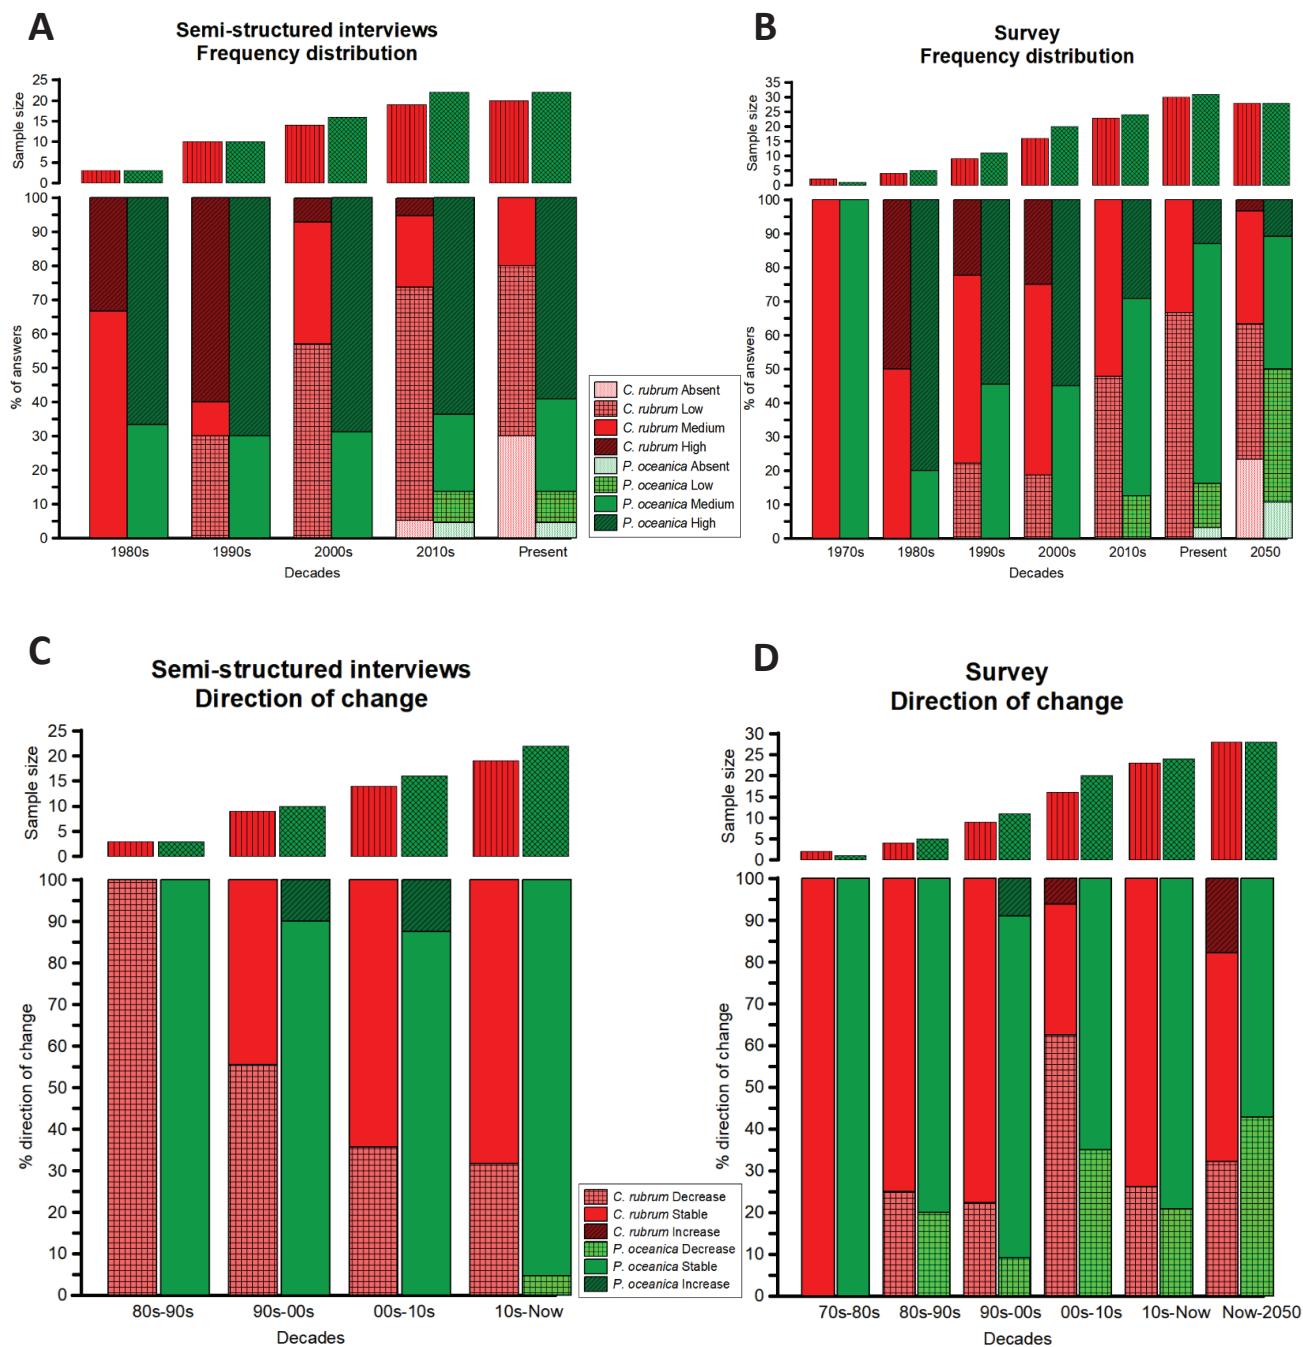 A
Semi-structured interviews
Frequency distribution
Sample size
25
20
15
10
5
0
% of answers
100
90
80
70
60
50
40
30
20
10
0
1980s 1990s 2000s 2010s Present
Decades
C. rubrum Absent
C. rubrum Low
C. rubrum Medium
C. rubrum High
P. oceanica Absent
P. oceanica Low
P. oceanica Medium
P. oceanica High
B
Survey
Frequency distribution
Sample size
35
30
25
20
15
10
5
0
% of answers
100
90
80
70
60
50
40
30
20
10
0
1970s 1980s 1990s 2000s 2010s Present 2050
Decades
C
Semi-structured interviews
Direction of change
Sample size
25
20
15
10
5
0
% direction of change
100
90
80
70
60
50
40
30
20
10
0
80s-90s 90s-00s 00s-10s 10s-Now
Decades
C. rubrum Decrease
C. rubrum Stable
C. rubrum Increase
P. oceanica Decrease
P. oceanica Stable
P. oceanica Increase
D
Survey
Direction of change
Sample size
30
25
20
15
10
5
0
% direction of change
100
90
80
70
60
50
40
30
20
10
0
70s-80s 80s-90s 90s-00s 00s-10s 10s-Now Now-2050
Decades